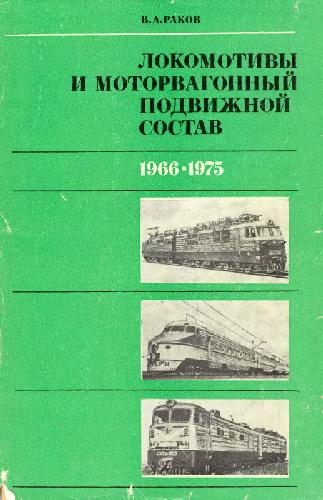 В.А.РАКОВ
ЛОКОМОТИВЫ
И МОТОРВАГОННЫЙ
ПОДВИЖНОЙ
СОСТАВ
1966·1975